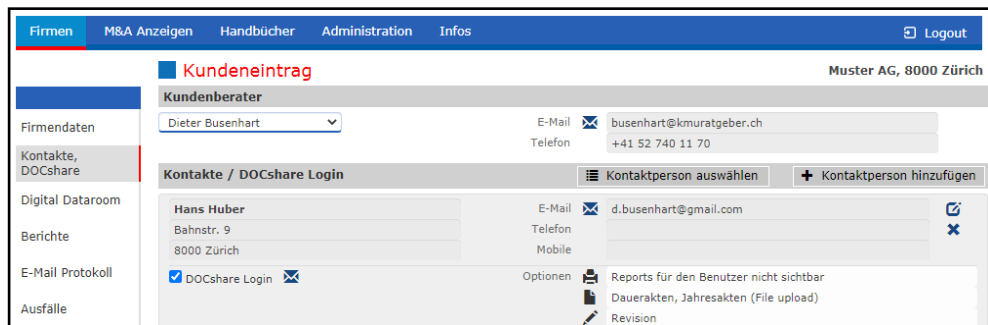 Firmen M&A Anzeigen Handbücher Administration Infos Logout
Kundeneintrag Muster AG, 8000 Zürich
Kundenberater
Firmendaten Dieter Busenhart E-Mail busenhart@kmuratgeber.ch
Telefon +41 52 740 11 70
Kontakte,
DOCshare Kontakte / DOCshare Login Kontaktperson auswählen Kontaktperson hinzufügen
Digital Dataroom Hans Huber E-Mail d.busenhart@gmail.com
Bahnstr. 9 Telefon
Berichte 8000 Zürich Mobile
E-Mail Protokoll DOCshare Login Optionen Reports für den Benutzer nicht sichtbar
Dauerakten, Jahresakten (File upload)
Ausfälle Revision